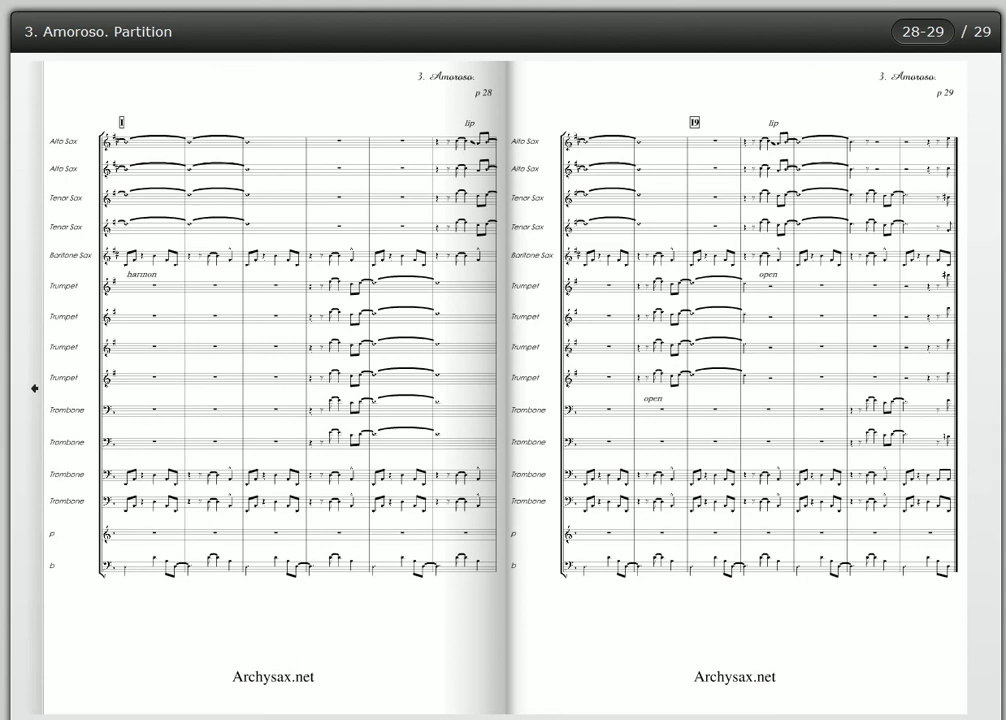 3. Amoroso. Partition
28-29 / 29
3. Amoroso.
p 28
I
lip
Alto Sax
Alto Sax
Tenor Sax
Tenor Sax
Baritone Sax
harmon
Trumpet
Trumpet
Trumpet
Trumpet
Trombone
Trombone
Trombone
Trombone
p
b
Archysax.net
3. Amoroso.
p 29
19
lip
Alto Sax
Alto Sax
Tenor Sax
Tenor Sax
Baritone Sax
open
Trumpet
Trumpet
Trumpet
Trumpet
open
Trombone
Trombone
Trombone
Trombone
p
b
Archysax.net